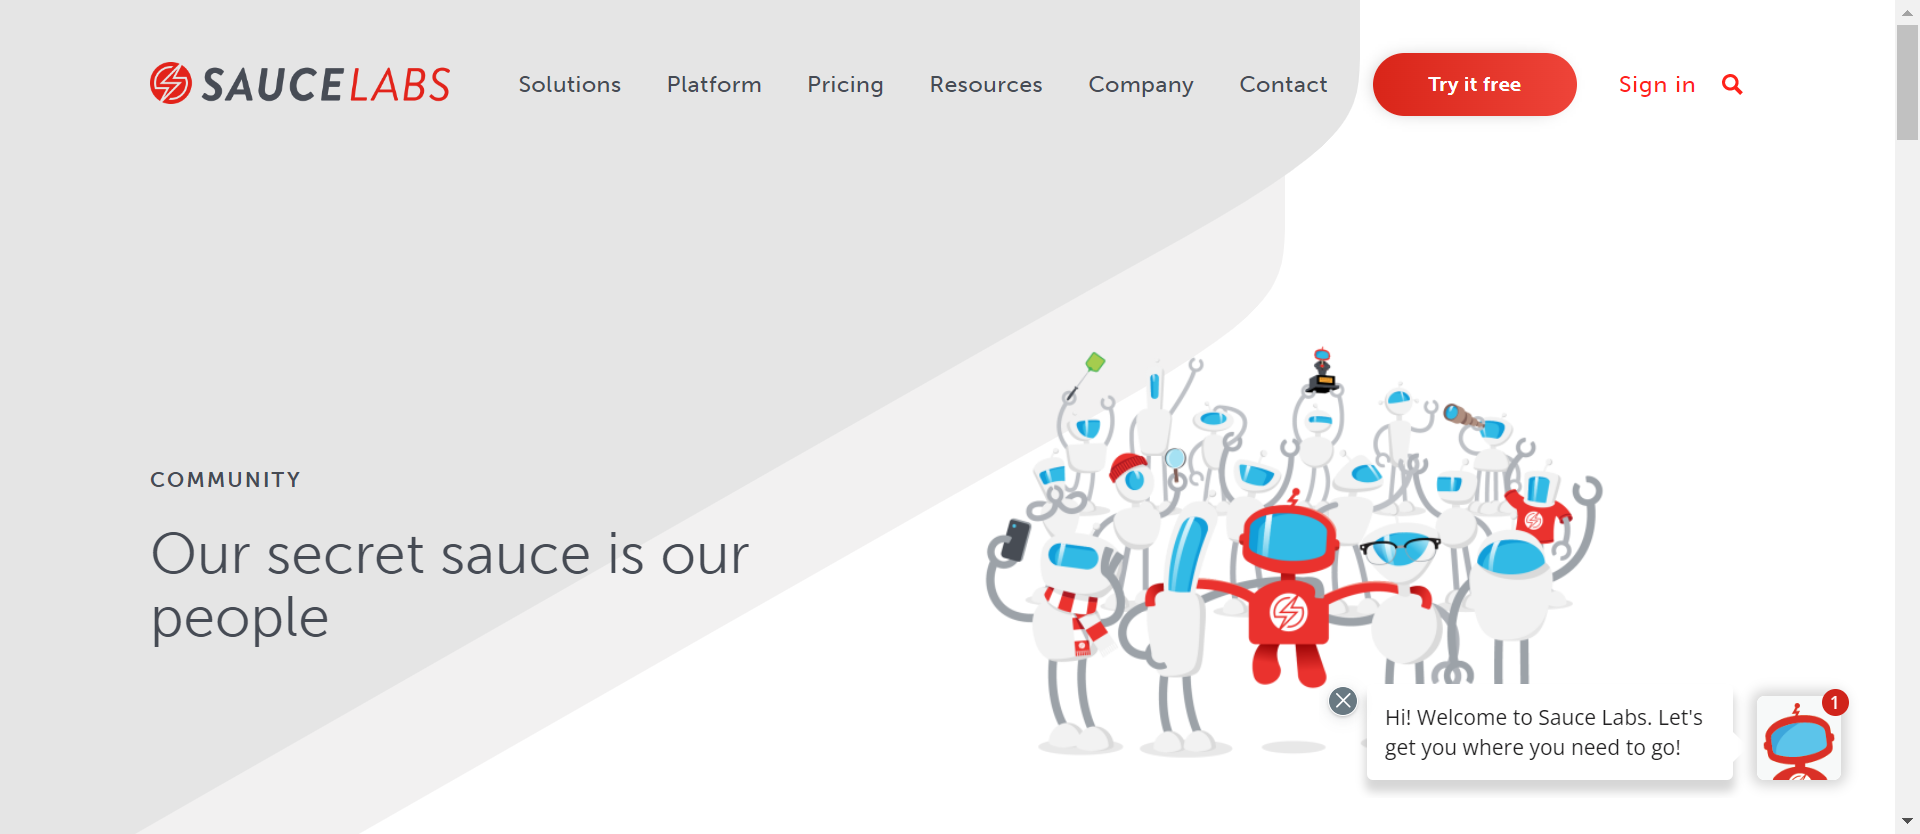 SAUCELABS
Solutions Platform Pricing Resources Company Contact Try it free Sign in
COMMUNITY
Our secret sauce is our
people
1
Hi! Welcome to Sauce Labs. Let's
get you where you need to go!